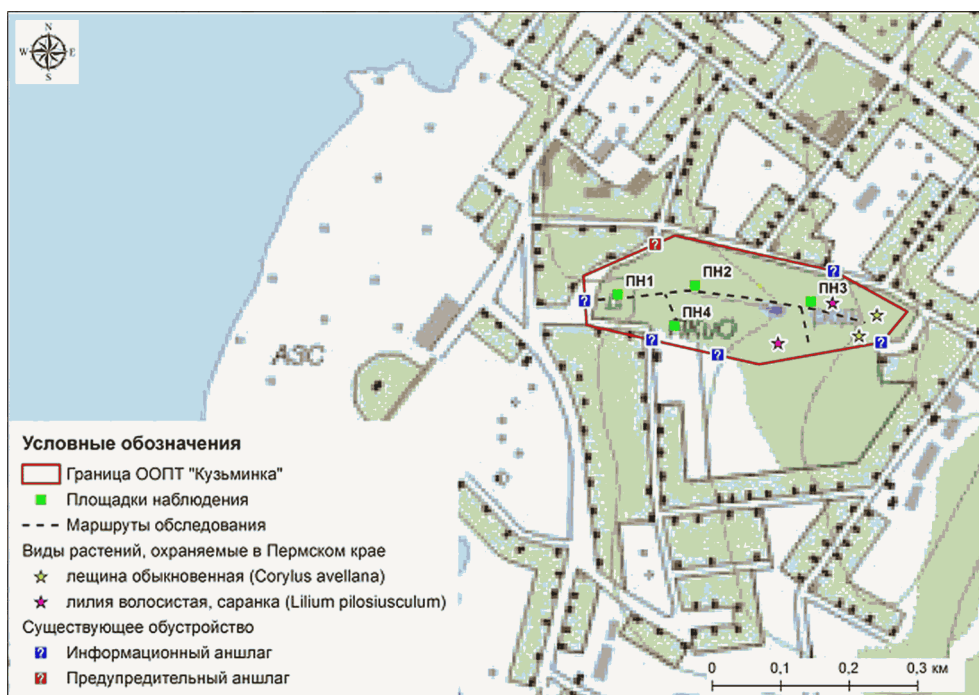 N
W E
S
ПН1
ПН2
ПН3
ПН4
ПКиО
АЗС
Условные обозначения
Граница ООПТ "Кузьминка"
Площадки наблюдения
Маршруты обследования
Виды растений, охраняемые в Пермском крае
лещина обыкновенная (Corylus avellana)
лилия волосистая, саранка (Lilium pilosiusculum)
Существующее обустройство
? Информационный аншлаг
? Предупредительный аншлаг
0 0,1 0,2 0,3 км